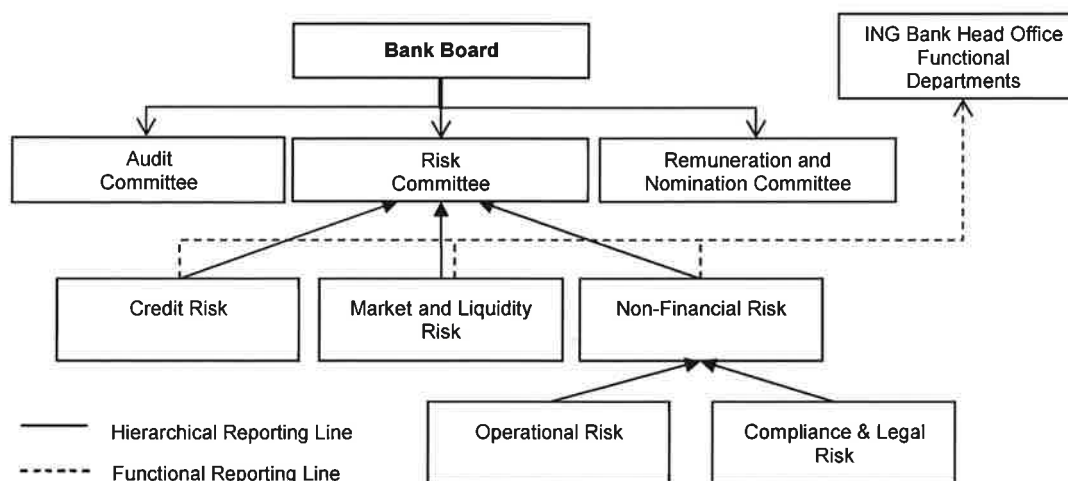 Bank Board
ING Bank Head Office
Functional
Departments
Audit
Committee
Risk
Committee
Remuneration and
Nomination Committee
Credit Risk
Market and Liquidity
Risk
Non-Financial Risk
Operational Risk
Compliance & Legal
Risk
Hierarchical Reporting Line
Functional Reporting Line